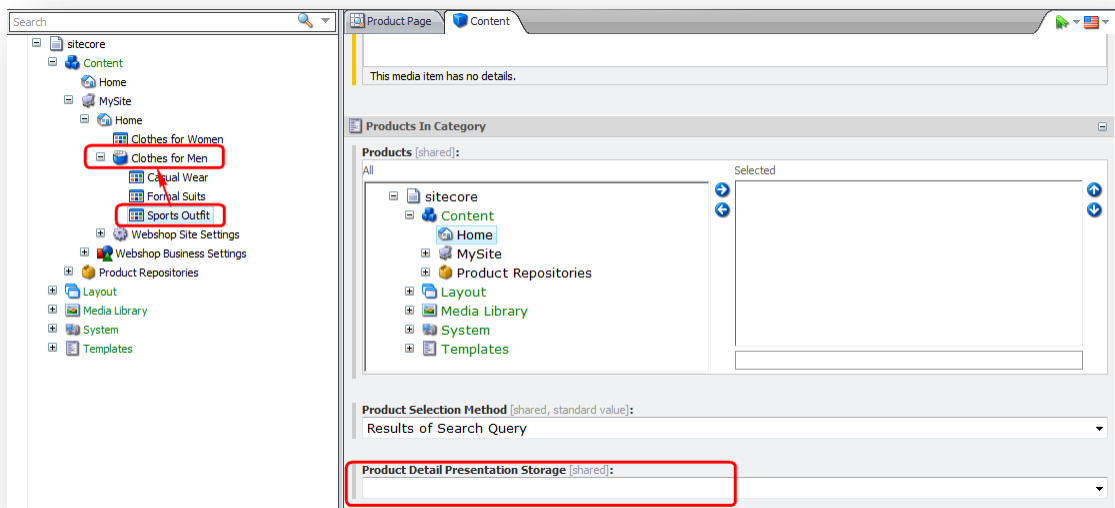 Search
sitecore
Content
Home
MySite
Home
Clothes for Women
Clothes for Men
Casual Wear
Formal Suits
Sports Outfit
Webshop Site Settings
Webshop Business Settings
Product Repositories
Layout
Media Library
System
Templates
Product Page
Content
This media item has no details.
Products In Category
Products [shared]:
All
sitecore
Content
Home
MySite
Product Repositories
Layout
Media Library
System
Templates
Selected
Product Selection Method [shared, standard value]:
Results of Search Query
Product Detail Presentation Storage [shared]: